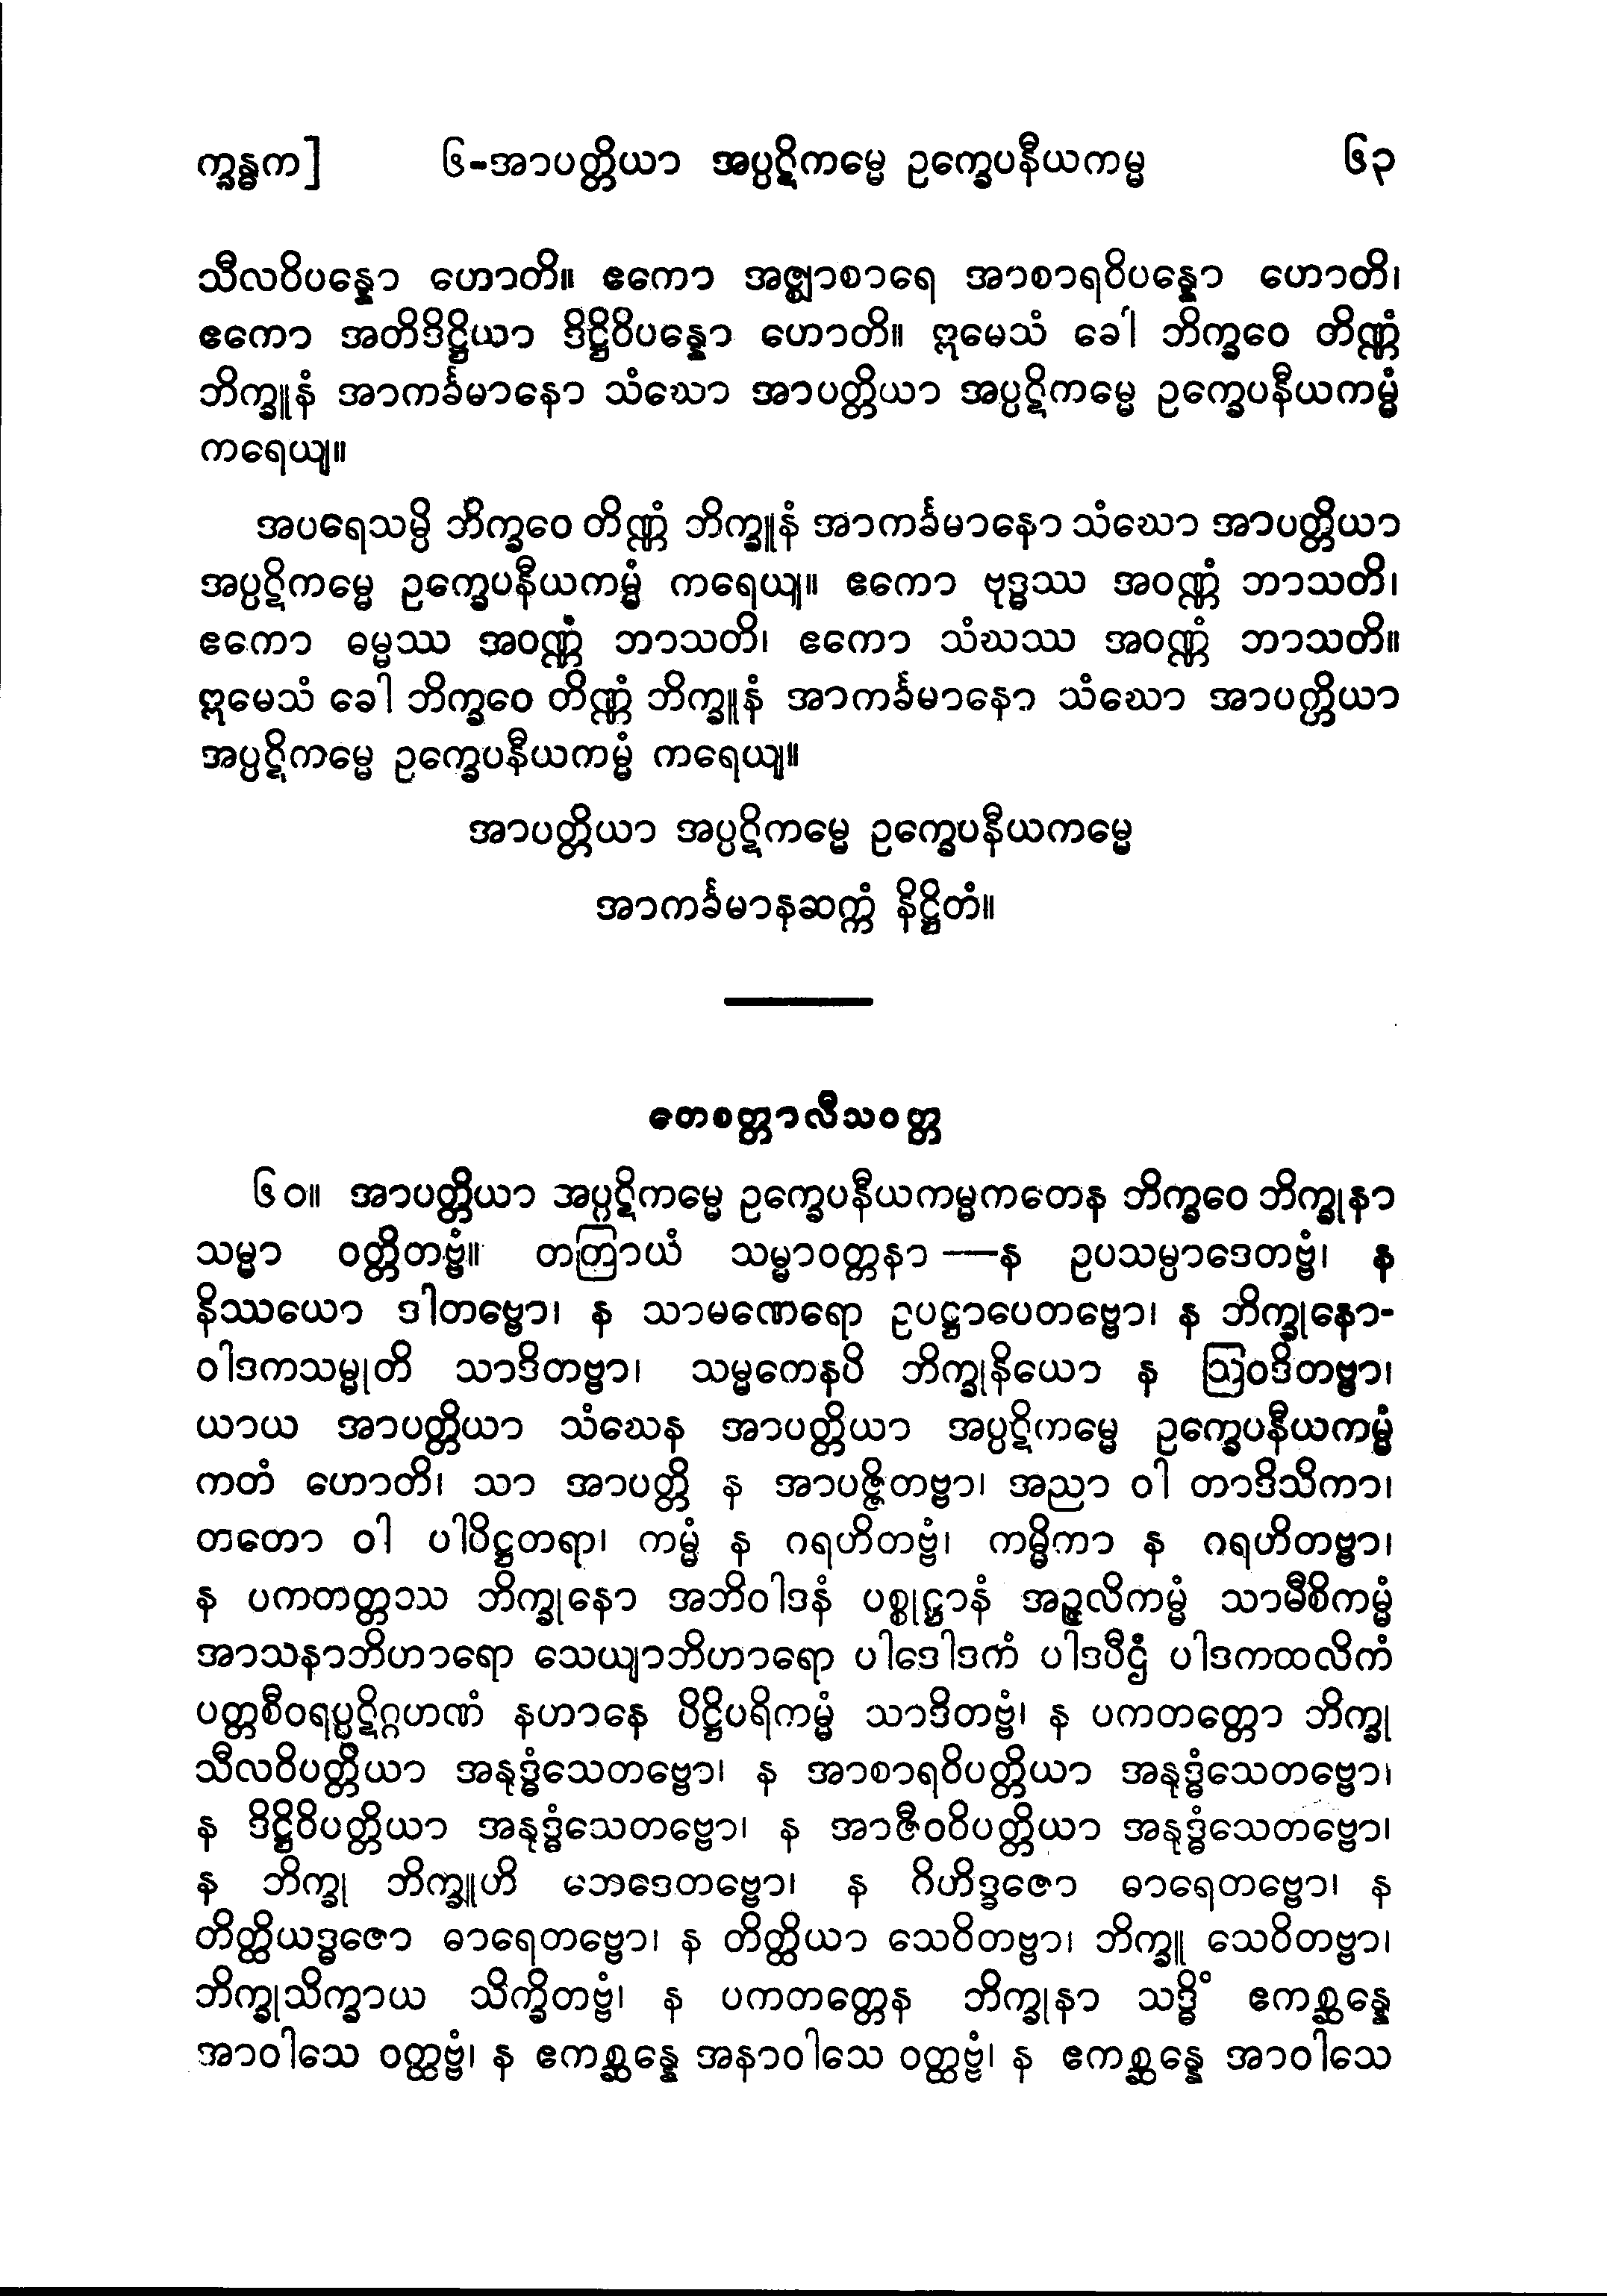 က္ခန္ဓက]
၆-အာပတ္တိယာ အပ္ပဋိကမ္မေ ဥက္ခေပနီယကမ္မ
၆၃
သီလဝိပန္နော ဟောတိ။ ဧကော အဇ္ဈာစာရေ အာစာရဝိပန္နော ဟောတိ၊
ဧကော အတိဒိဋ္ဌိယာ ဒိဋ္ဌိဝိပန္နော ဟောတိ။ ဣမေသံ ခေါ ဘိက္ခဝေ တိဏ္ဏံ
ဘိက္ခူနံ အာကင်္ခမာနော သံဃော အာပတ္တိယာ အပ္ပဋိကမ္မေ ဥက္ခေပနီယကမ္မံ
ကရေယျ။
အပရေသမ္ပိ ဘိက္ခဝေ တိဏ္ဏံ ဘိက္ခူနံ အာကင်္ခမာနော သံဃော အာပတ္တိယာ
အပ္ပဋိကမ္မေ ဥက္ခေပနီယကမ္မံ ကရေယျ။ ဧကော ဗုဒ္ဓဿ အဝဏ္ဏံ ဘာသတိ၊
ဧကော ဓမ္မဿ အဝဏ္ဏံ ဘာသတိ၊ ဧကော သံဃဿ အဝဏ္ဏံ ဘာသတိ။
ဣမေသံ ခေါ ဘိက္ခဝေ တိဏ္ဏံ ဘိက္ခူနံ အာကင်္ခမာနော သံဃော အာပတ္တိယာ
အပ္ပဋိကမ္မေ ဥက္ခေပနီယကမ္မံ ကရေယျ။
အာပတ္တိယာ အပ္ပဋိကမ္မေ ဥက္ခေပနီယကမ္မေ
အာကင်္ခမာနဆက္ကံ နိဋ္ဌိတံ။
တေစတ္တာလီသဝတ္တ
၆၀။ အာပတ္တိယာ အပ္ပဋိကမ္မေ ဥက္ခေပနီယကမ္မကတေန ဘိက္ခဝေ ဘိက္ခုနာ
သမ္မာ ဝတ္တိတဗ္ဗံ။ တတြာယံ သမ္မာဝတ္တနာ —န ဥပသမ္ပာဒေတဗ္ဗံ၊ န
နိဿယော ဒါတဗ္ဗော၊ န သာမဏေရော ဥပဋ္ဌာပေတဗ္ဗော၊ န ဘိက္ခုနော-
ဝါဒကသမ္မုတိ သာဒိတဗ္ဗာ၊ သမ္မတေနပိ ဘိက္ခုနိယော န ဩဝဒိတဗ္ဗာ၊
ယာယ အာပတ္တိယာ သံဃေန အာပတ္တိယာ အပ္ပဋိကမ္မေ ဥက္ခေပနီယကမ္မံ
ကတံ ဟောတိ၊ သာ အာပတ္တိ န အာပဇ္ဇိတဗ္ဗာ၊ အညာ ဝါ တာဒိသိကာ၊
တတော ဝါ ပါပိဋ္ဌတရာ၊ ကမ္မံ န ဂရဟိတဗ္ဗံ၊ ကမ္မိကာ န ဂရဟိတဗ္ဗာ၊
န ပကတတ္တဿ ဘိက္ခုနော အဘိဝါဒနံ ပစ္စုဋ္ဌာနံ အဉ္ဇလိကမ္မံ သာမီစိကမ္မံ
အာသနာဘိဟာရော သေယျာဘိဟာရော ပါဒေါဒကံ ပါဒပီဌံ ပါဒကထလိကံ
ပတ္တစီဝရပ္ပဋိဂ္ဂဟဏံ နဟာနေ ပိဋ္ဌိပရိကမ္မံ သာဒိတဗ္ဗံ၊ န ပကတတ္တော ဘိက္ခု
သီလဝိပတ္တိယာ အနုဒ္ဓံသေတဗ္ဗော၊ န အာစာရဝိပတ္တိယာ အနုဒ္ဓံသေတဗ္ဗော၊
န ဒိဋ္ဌိဝိပတ္တိယာ အနုဒ္ဓံသေတဗ္ဗော၊ န အာဇီဝဝိပတ္တိယာ အနုဒ္ဓံသေတဗ္ဗော၊
န ဘိက္ခု ဘိက္ခူဟိ ဘေဒေတဗ္ဗော၊ န ဂိဟိဒ္ဓဇော ဓာရေတဗ္ဗော၊ န
တိတ္ထိယဒ္ဓဇော ဓာရေတဗ္ဗော၊ န တိတ္ထိယာ သေဝိတဗ္ဗာ၊ ဘိက္ခူ သေဝိတဗ္ဗာ၊
ဘိက္ခုသိက္ခာယ သိက္ခိတဗ္ဗံ၊ န ပကတတ္တေန ဘိက္ခုနာ သဒ္ဓိံ ဧကစ္ဆန္နေ
အာဝါသေ ဝတ္ထဗ္ဗံ၊ န ဧကစ္ဆန္နေ အနာဝါသေ ဝတ္ထဗ္ဗံ၊ န ဧကစ္ဆန္နေ အာဝါသေ